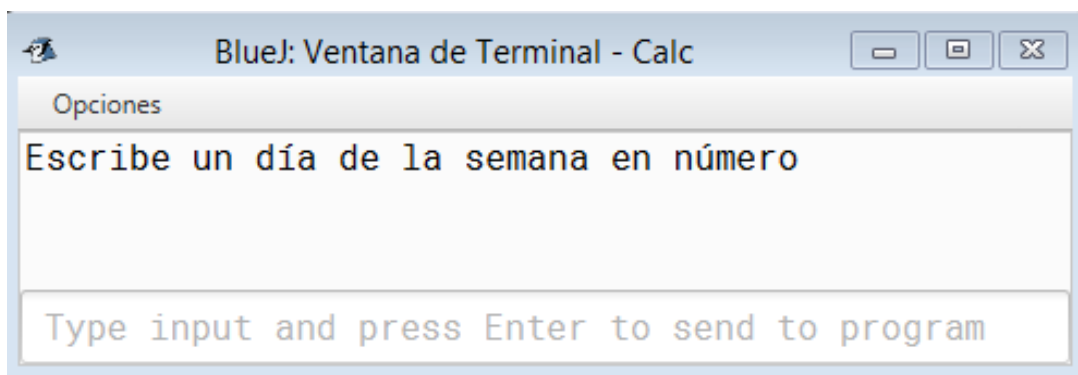 BlueJ: Ventana de Terminal - Calc
Opciones
Escribe un día de la semana en número
Type input and press Enter to send to program